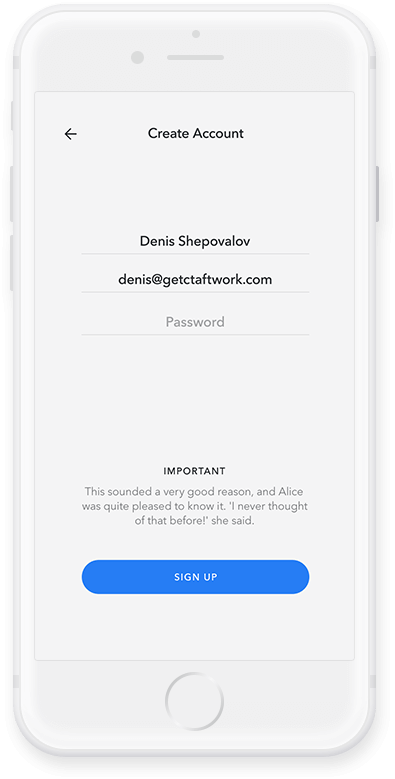 Create Account
Denis Shepovalov
denis@getctaftwork.com
Password
IMPORTANT
This sounded a very good reason, and Alice
was quite pleased to know it. 'I never thought
of that before!' she said.
SIGN UP